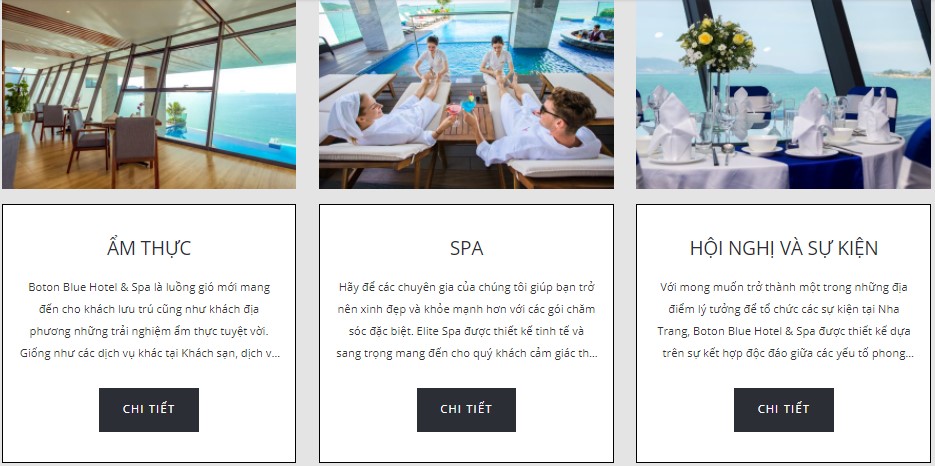 ẨM THỰC
Boton Blue Hotel & Spa là luồng gió mới mang
đến cho khách lưu trú cũng như khách địa
phương những trải nghiệm ẩm thực tuyệt vời.
Giống như các dịch vụ khác tại Khách sạn, dịch v...
CHI TIẾT
SPA
Hãy để các chuyên gia của chúng tôi giúp bạn trở
nên xinh đẹp và khỏe mạnh hơn với các gói chăm
sóc đặc biệt. Elite Spa được thiết kế tinh tế và
sang trọng mang đến cho quý khách cảm giác th...
CHI TIẾT
HỘI NGHỊ VÀ SỰ KIỆN
Với mong muốn trở thành một trong những địa
điểm lý tưởng để tổ chức các sự kiện tại Nha
Trang, Boton Blue Hotel & Spa được thiết kế dựa
trên sự kết hợp độc đáo giữa các yếu tố phong...
CHI TIẾT